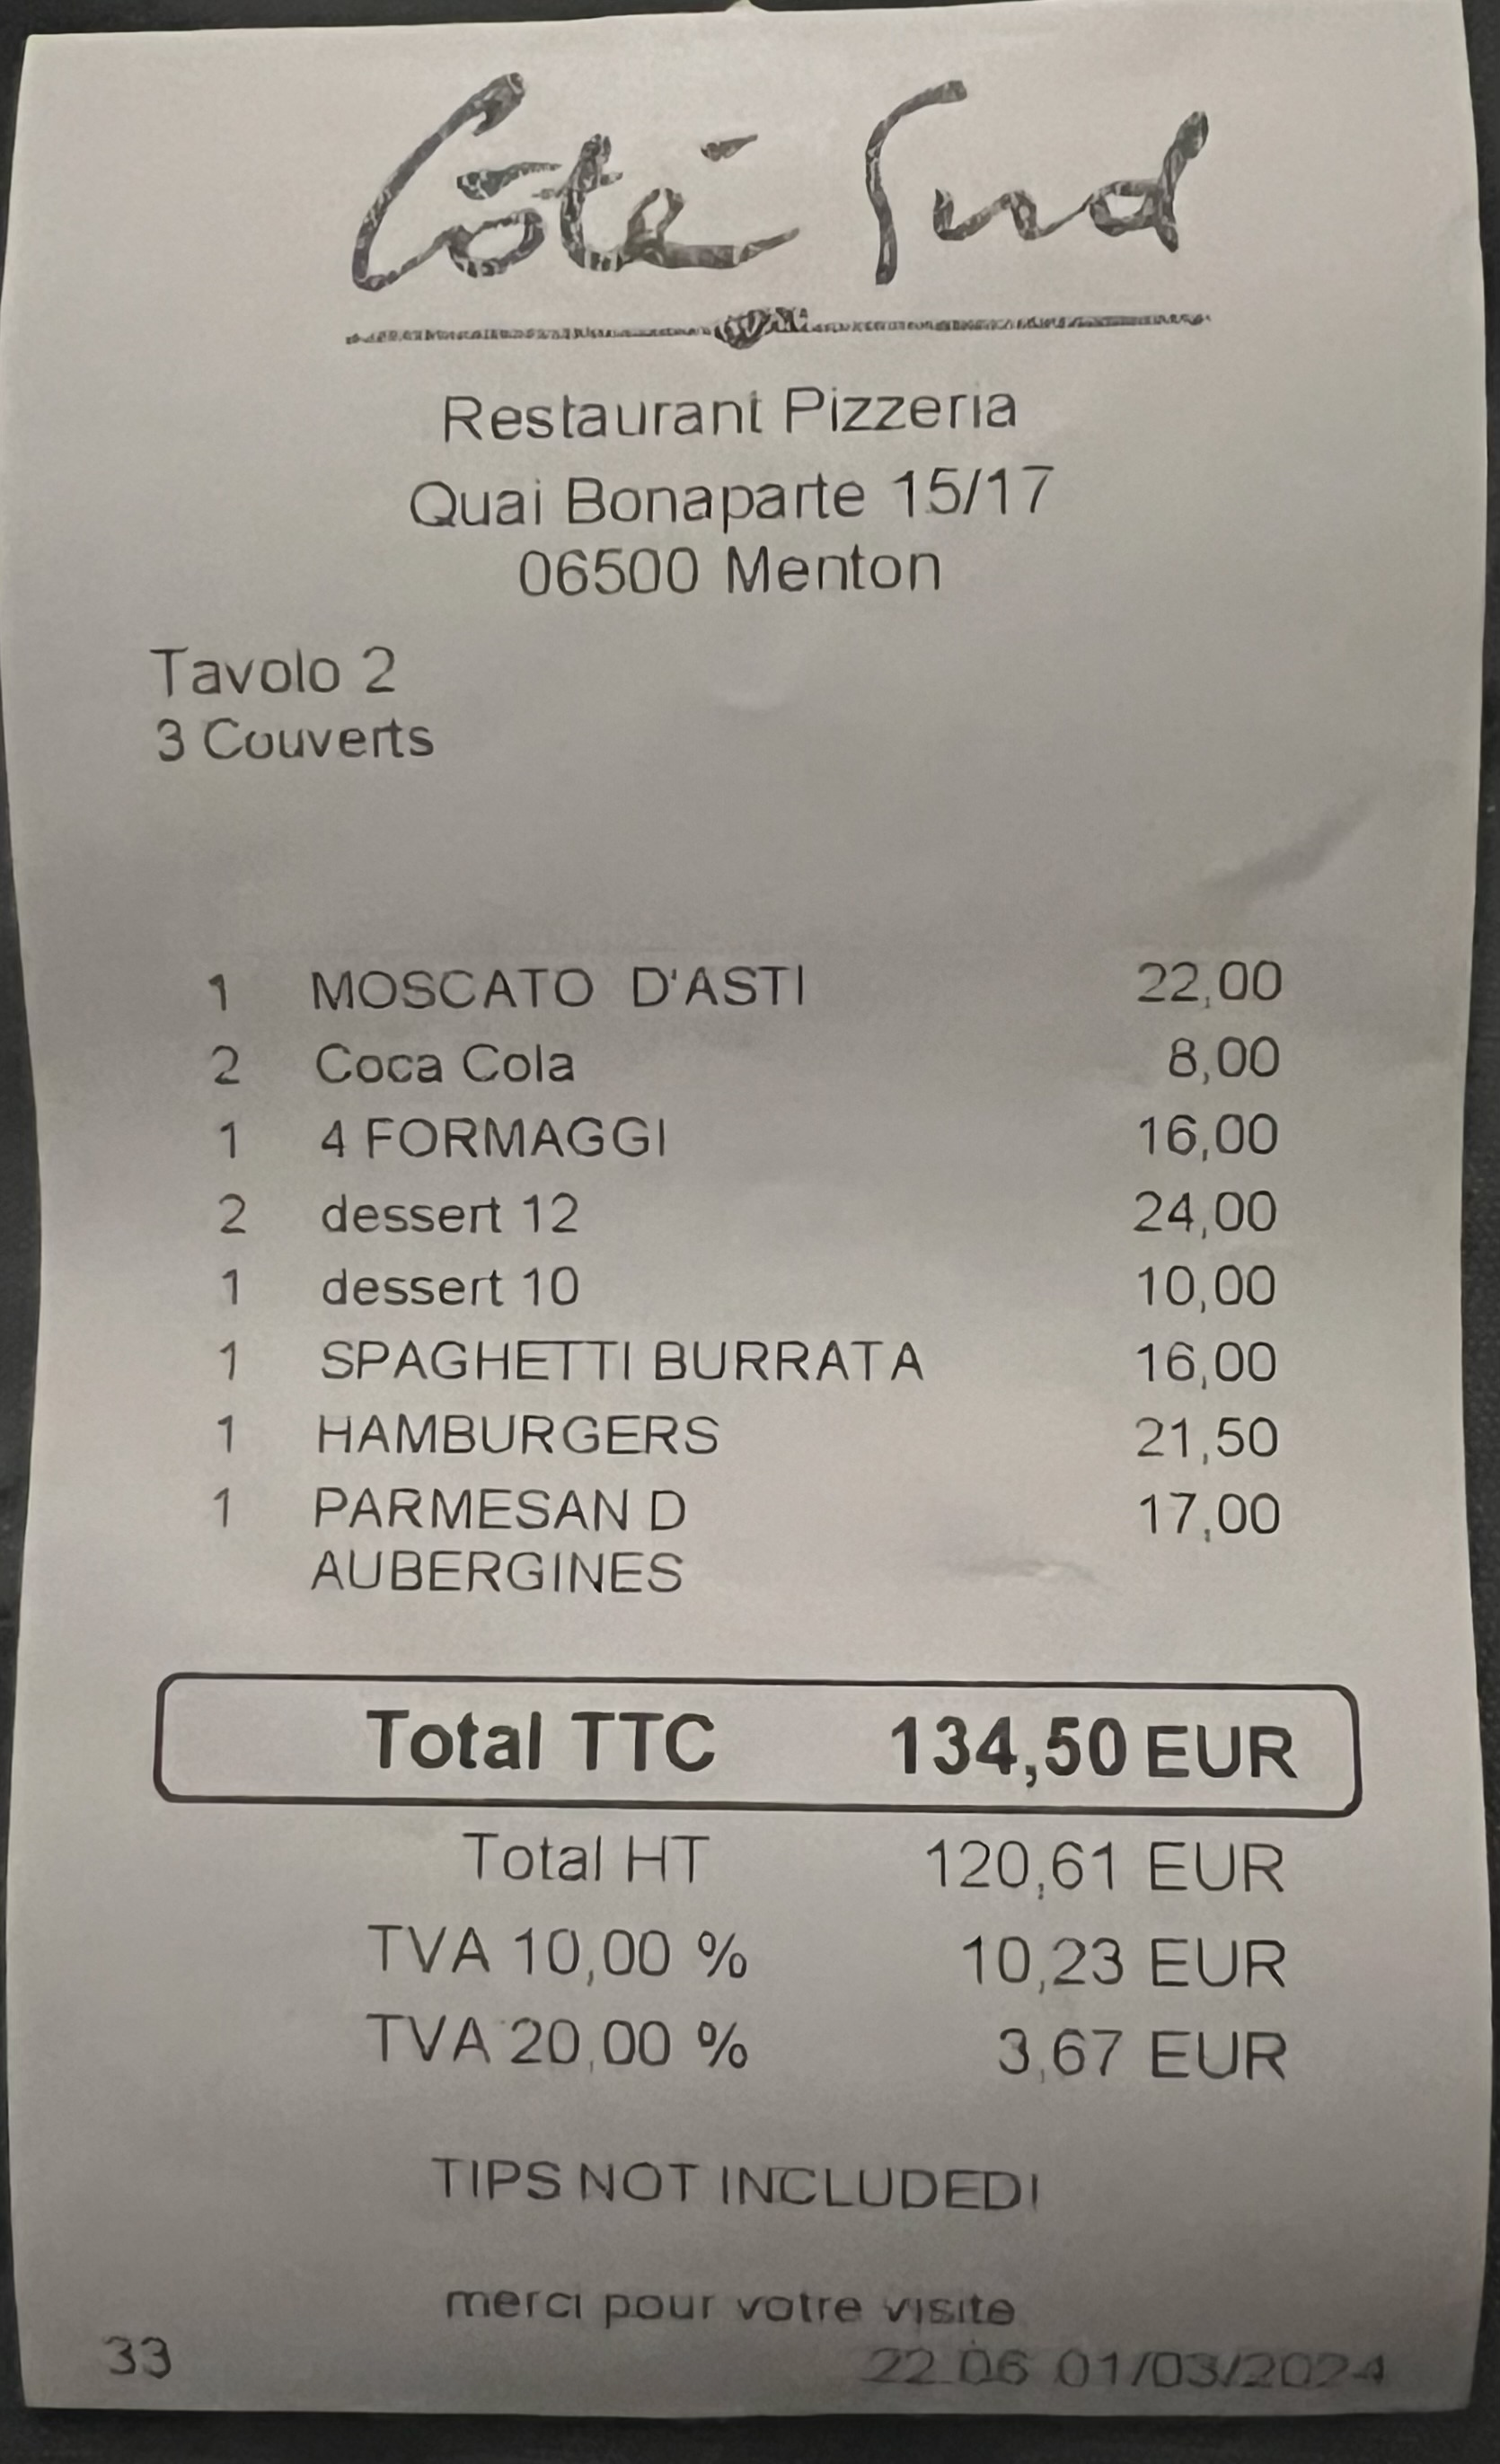 Côté Sud
Restaurant Pizzeria
Quai Bonaparte 15/17
06500 Menton
Tavolo 2
3 Couverts
1 MOSCATO D'ASTI 22,00
2 Coca Cola 8,00
1 4 FORMAGGI 16,00
2 dessert 12 24,00
1 dessert 10 10,00
1 SPAGHETTI BURRATA 16,00
1 HAMBURGERS 21,50
1 PARMESAN D 17,00
AUBERGINES
Total TTC 134,50 EUR
Total HT 120,61 EUR
TVA 10,00 % 10,23 EUR
TVA 20,00 % 3,67 EUR
TIPS NOT INCLUDED!
merci pour votre visite
33 22:06 01/03/2024